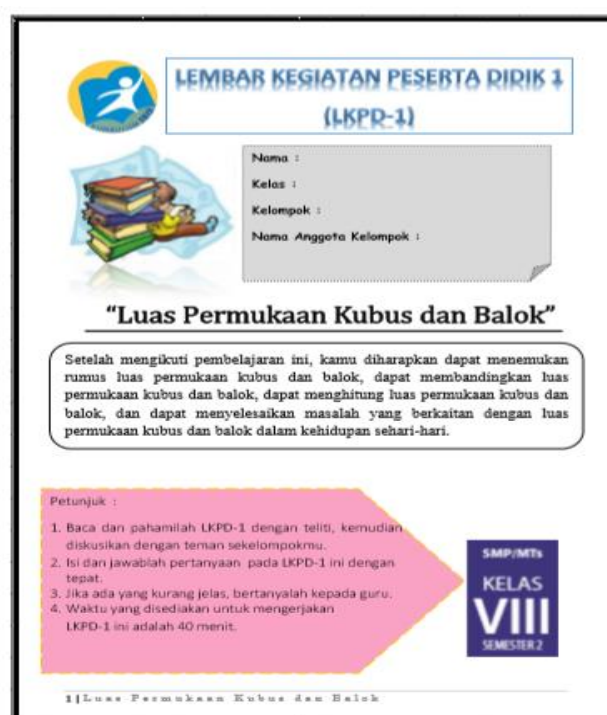 LEMBAR KEGIATAN PESERTA DIDIK 1
(LKPD-1)
Nama :
Kelas :
Kelompok :
Nama Anggota Kelompok :
“Luas Permukaan Kubus dan Balok”
Setelah mengikuti pembelajaran ini, kamu diharapkan dapat menemukan
rumus luas permukaan kubus dan balok, dapat membandingkan luas
permukaan kubus dan balok, dapat menghitung luas permukaan kubus dan
balok, dan dapat menyelesaikan masalah yang berkaitan dengan luas
permukaan kubus dan balok dalam kehidupan sehari-hari.
Petunjuk :
1. Baca dan pahamilah LKPD-1 dengan teliti, kemudian
diskusikan dengan teman sekelompokmu.
2. Isi dan jawablah pertanyaan pada LKPD-1 ini dengan
tepat.
3. Jika ada yang kurang jelas, bertanyalah kepada guru.
4. Waktu yang disediakan untuk mengerjakan
LKPD-1 ini adalah 40 menit.
SMP/MTs
KELAS
VIII
SEMESTER 2
1|Luas Permukaan Kubus dan Balok